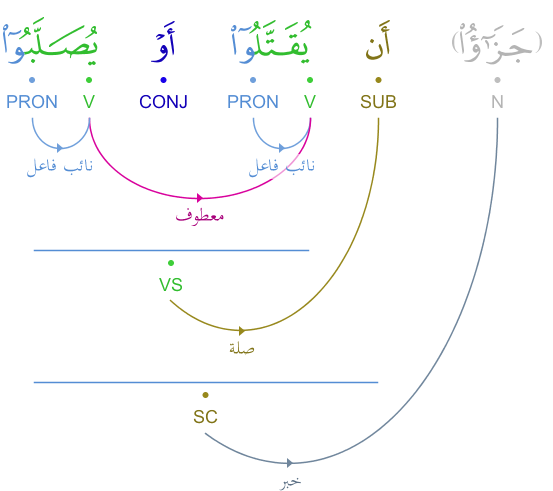 (جَزَٰٓؤُا۟) أَن يُقَتَّلُوٓا۟ أَوْ يُصَلَّبُوٓا۟
N SUB V PRON CONJ V PRON
نائب فاعل نائب فاعل
معطوف
VS
صلة
SC
خبر